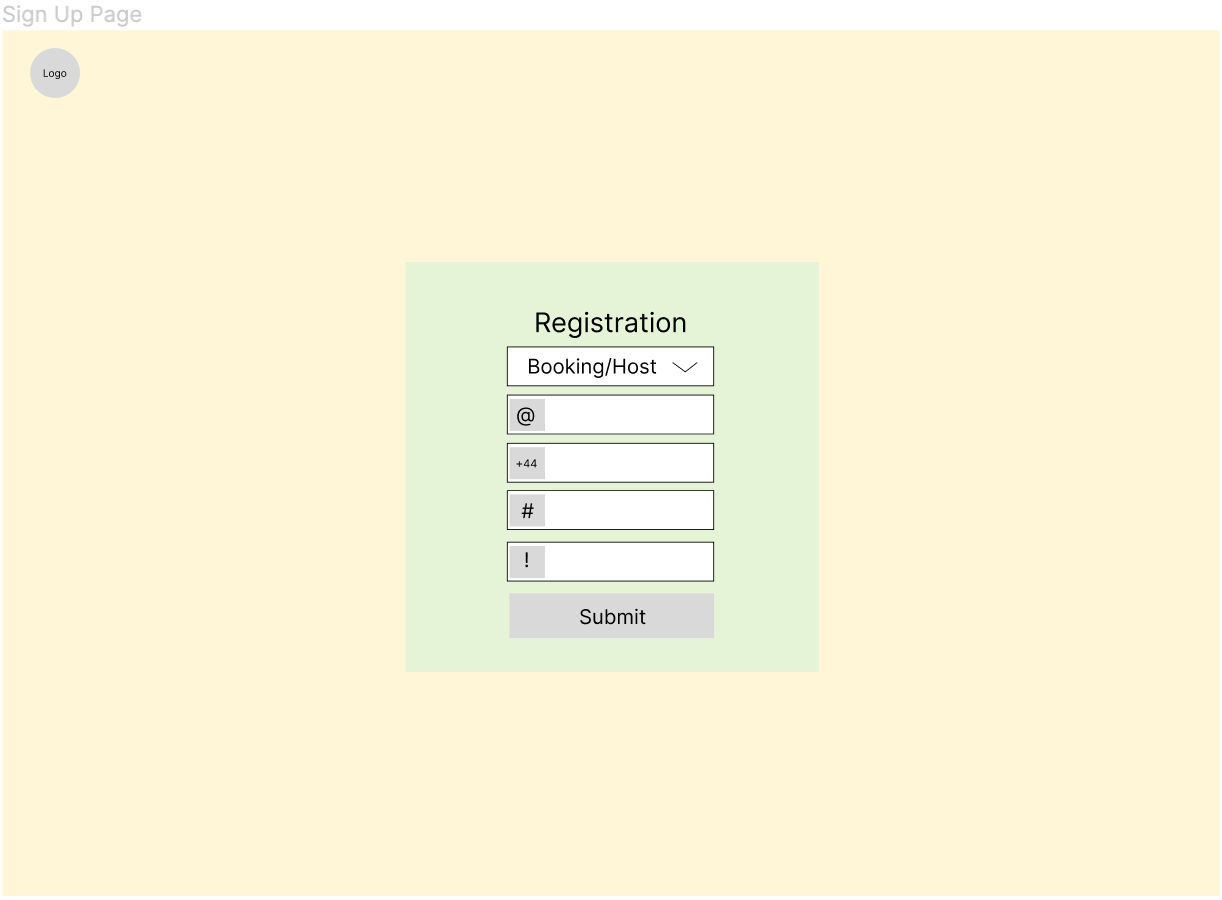 Sign Up Page
Logo
Registration
Booking/Host
@
+44
#
!
Submit